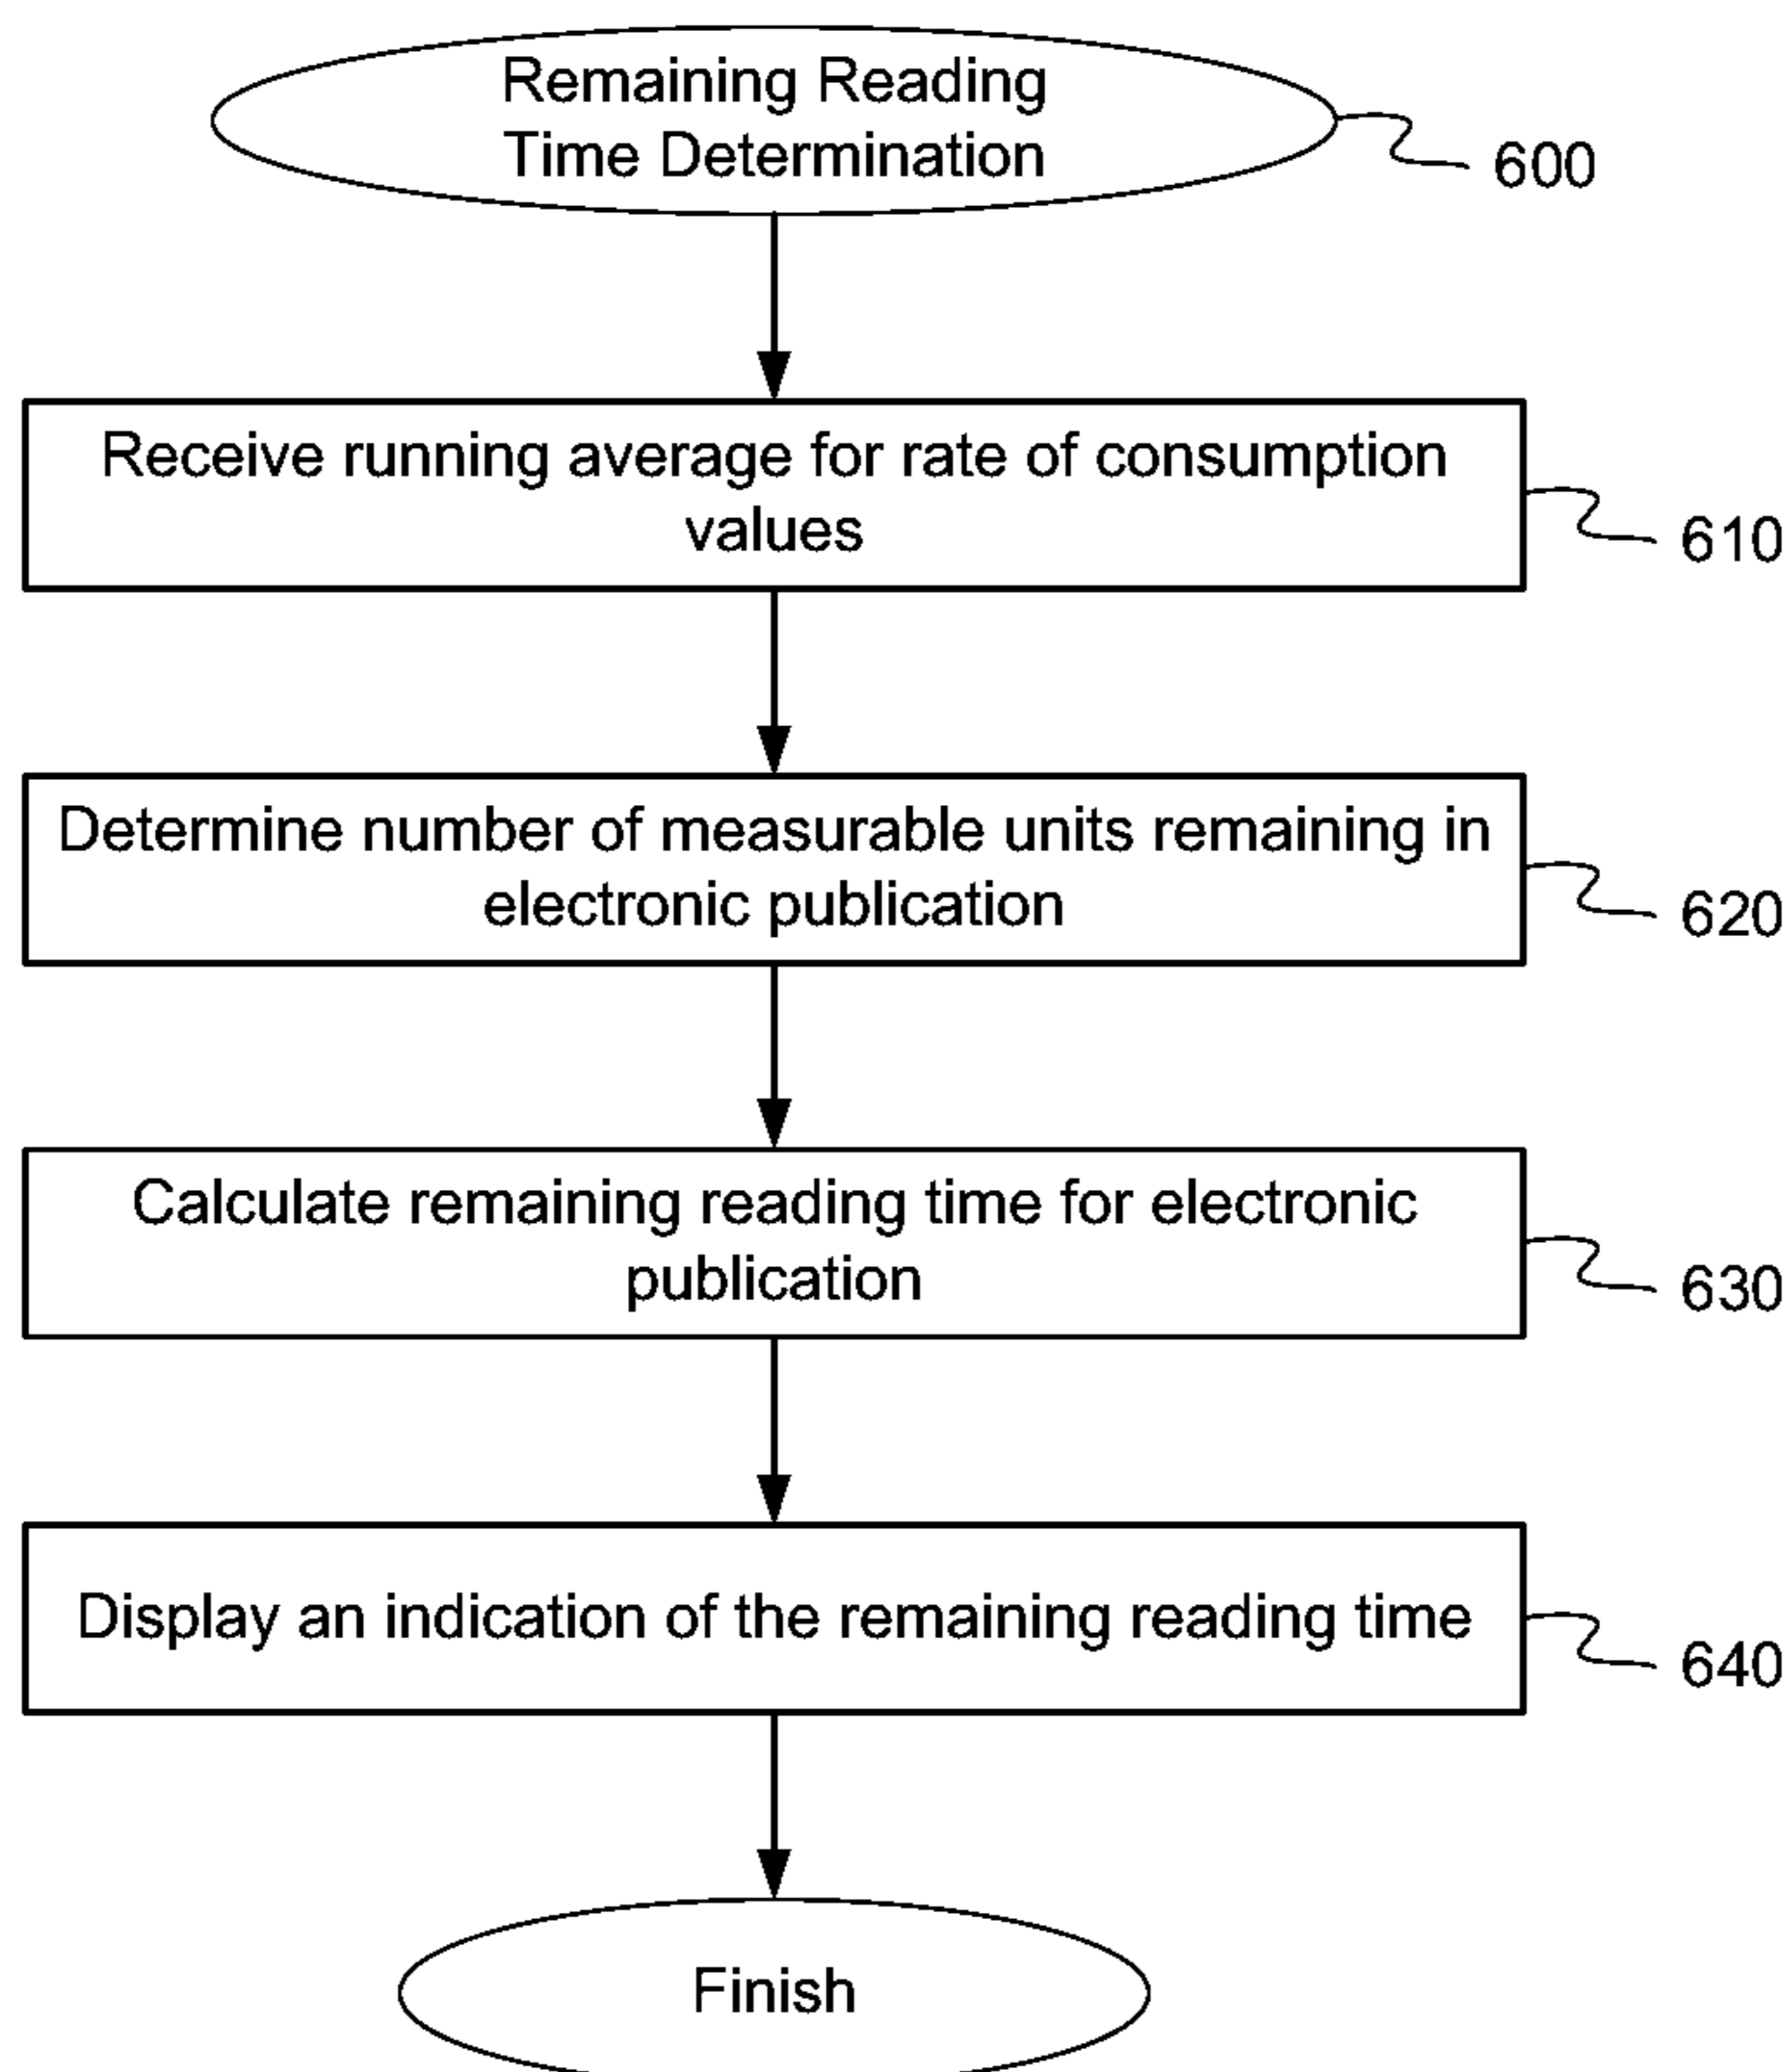 Remaining Reading
Time Determination
600
Receive running average for rate of consumption
values
610
Determine number of measurable units remaining in
electronic publication
620
Calculate remaining reading time for electronic
publication
630
Display an indication of the remaining reading time
640
Finish